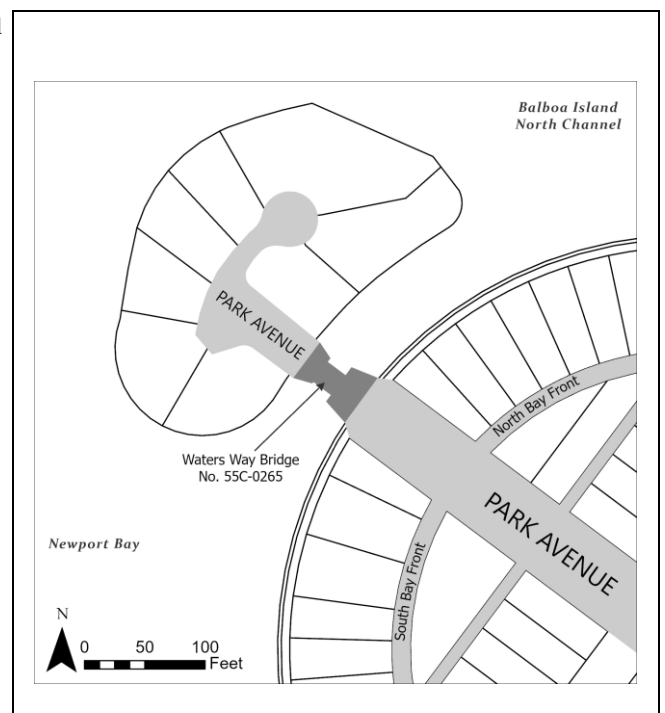 Balboa Island
North Channel
PARK AVENUE
North Bay Front
Waters Way Bridge
No. 55C-0265
PARK AVENUE
Newport Bay
South Bay Front
N
0 50 100
Feet